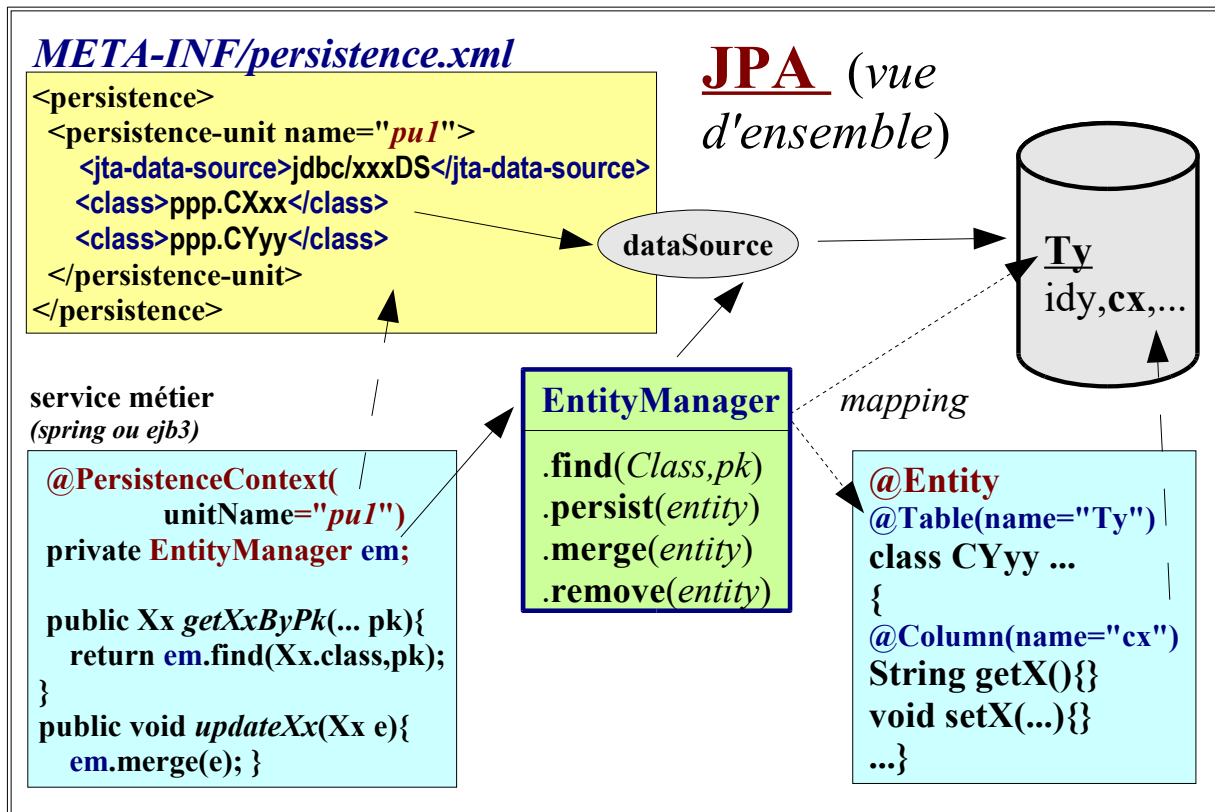 META-INF/persistence.xml
<persistence>
<persistence-unit name="pu1">
<jta-data-source>jdbc/xxxDS</jta-data-source>
<class>ppp.CXxx</class>
<class>ppp.CYyy</class>
</persistence-unit>
</persistence>
JPA (vue
d'ensemble)
dataSource
Ty
idy,cx,...
service métier
(spring ou ejb3)
@PersistenceContext(
unitName="pu1")
private EntityManager em;
public Xx getXxByPk(... pk){
return em.find(Xx.class,pk);
}
public void updateXx(Xx e){
em.merge(e); }
EntityManager
.find(Class,pk)
.persist(entity)
.merge(entity)
.remove(entity)
mapping
@Entity
@Table(name="Ty")
class CYyy ...
{
@Column(name="cx")
String getX(){}
void setX(...){}
...}